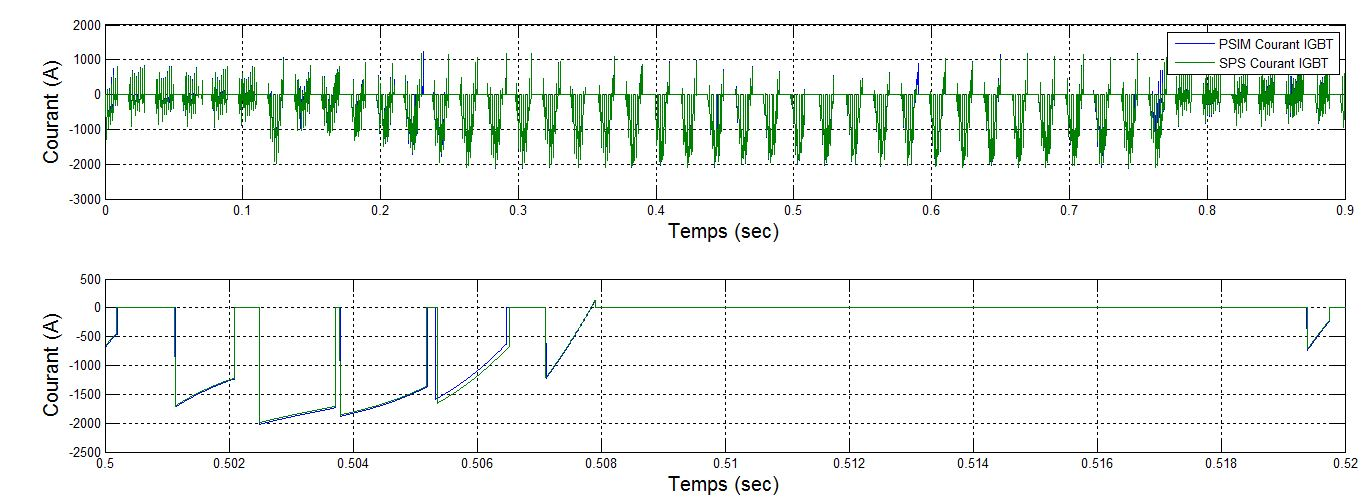 2000
1000
0
-1000
-2000
-3000
Courant (A)
PSIM Courant IGBT
SPS Courant IGBT
0 0.1 0.2 0.3 0.4 0.5 0.6 0.7 0.8 0.9
Temps (sec)
500
0
-500
-1000
-1500
-2000
-2500
Courant (A)
0.5 0.502 0.504 0.506 0.508 0.51 0.512 0.514 0.516 0.518 0.52
Temps (sec)